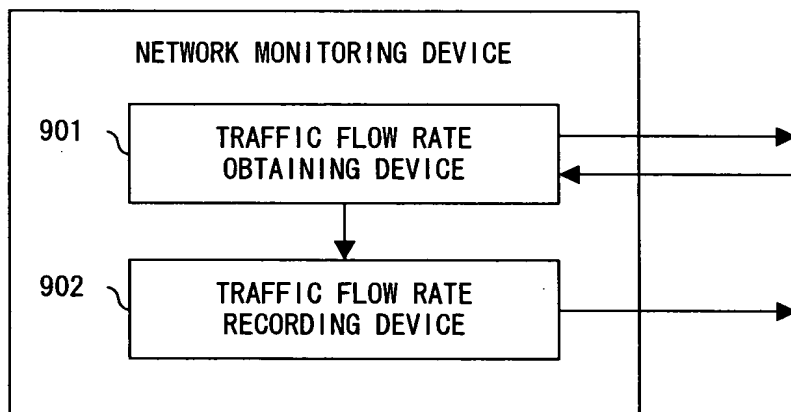 NETWORK MONITORING DEVICE
901
TRAFFIC FLOW RATE
OBTAINING DEVICE
902
TRAFFIC FLOW RATE
RECORDING DEVICE